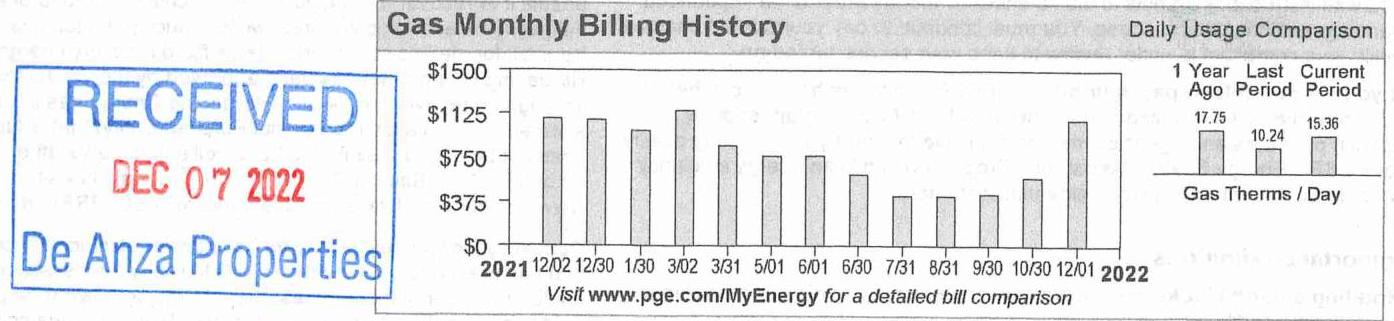 RECEIVED
DEC 07 2022
De Anza Properties
Gas Monthly Billing History
Daily Usage Comparison
$1500
$1125
$750
$375
$0
2021 12/02 12/30 1/30 3/02 3/31 5/01 6/01 6/30 7/31 8/31 9/30 10/30 12/01 2022
Visit www.pge.com/MyEnergy for a detailed bill comparison
1 Year Last Current
Ago Period Period
17.75 10.24 15.36
Gas Therms / Day